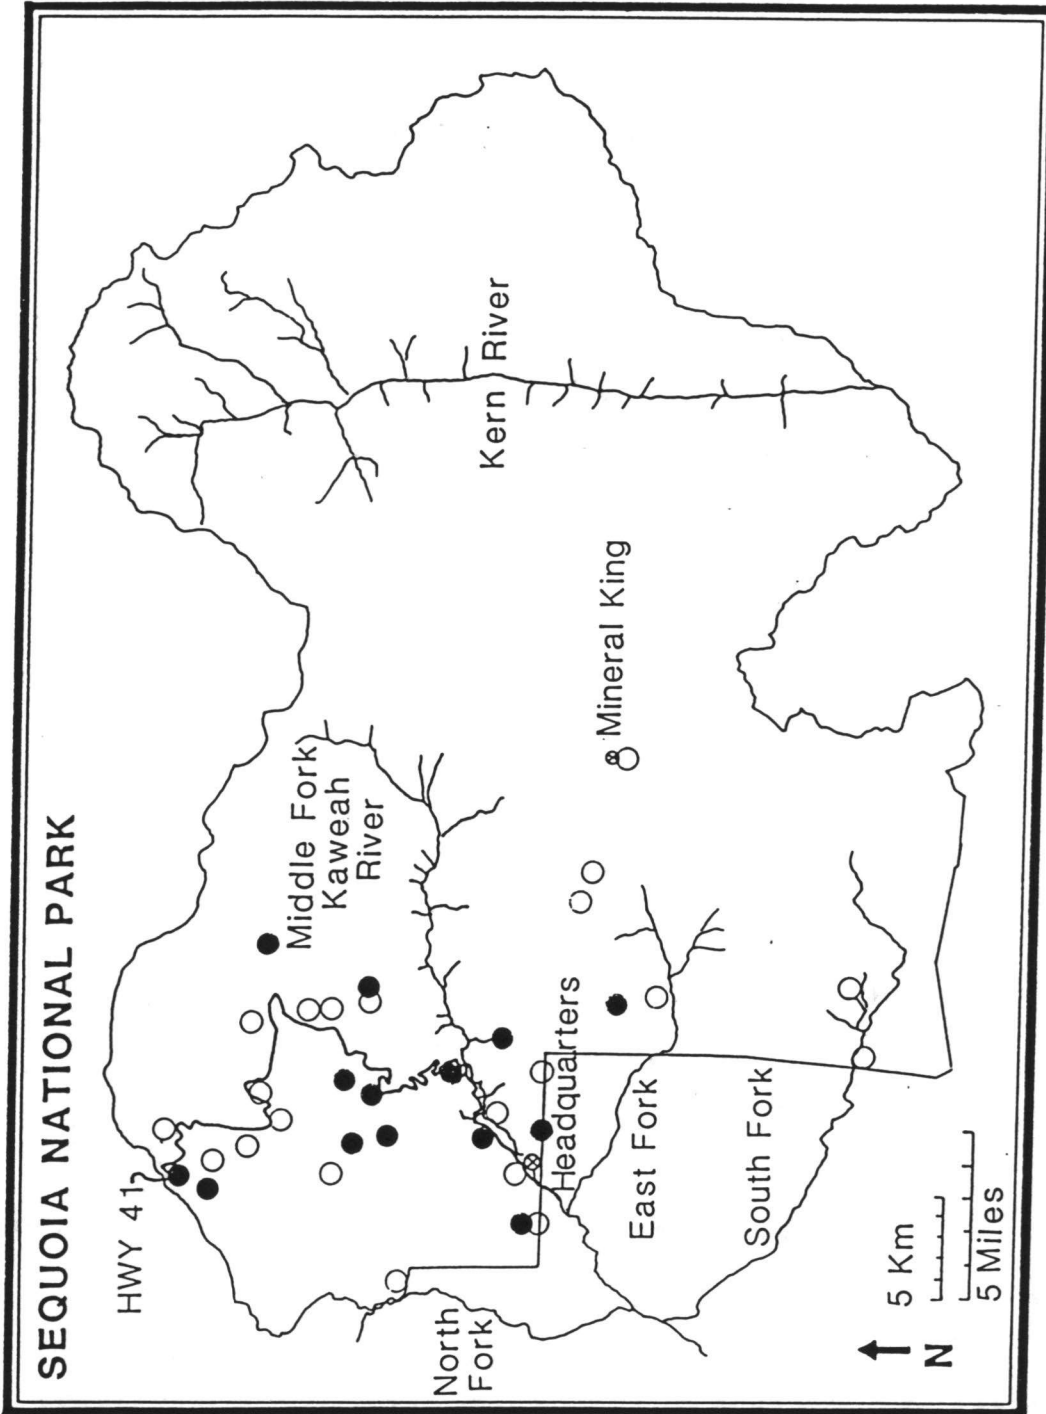 SEQUOIA NATIONAL PARK
HWY 41
Middle Fork
Kaweah
River
Kern River
Mineral King
Headquarters
North
Fork
East Fork
South Fork
5 Km
5 Miles
N